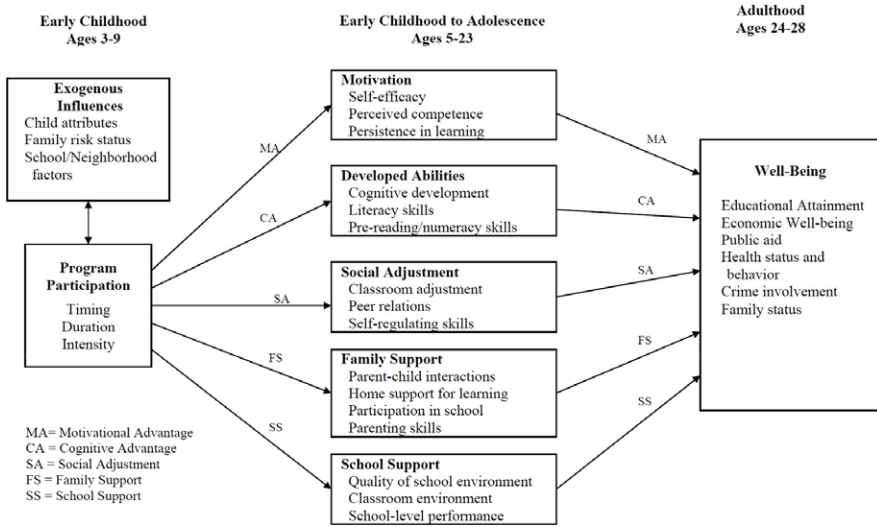 Early Childhood
Ages 3-9
Early Childhood to Adolescence
Ages 5-23
Adulthood
Ages 24-28
Exogenous
Influences
Child attributes
Family risk status
School/Neighborhood
factors
Program
Participation
Timing
Duration
Intensity
MA= Motivational Advantage
CA = Cognitive Advantage
SA = Social Adjustment
FS = Family Support
SS = School Support
MA
CA
SA
FS
SS
Motivation
Self-efficacy
Perceived competence
Persistence in learning
Developed Abilities
Cognitive development
Literacy skills
Pre-reading/numeracy skills
Social Adjustment
Classroom adjustment
Peer relations
Self-regulating skills
Family Support
Parent-child interactions
Home support for learning
Participation in school
Parenting skills
School Support
Quality of school environment
Classroom environment
School-level performance
MA
CA
SA
FS
SS
Well-Being
Educational Attainment
Economic Well-being
Public aid
Health status and
behavior
Crime involvement
Family status